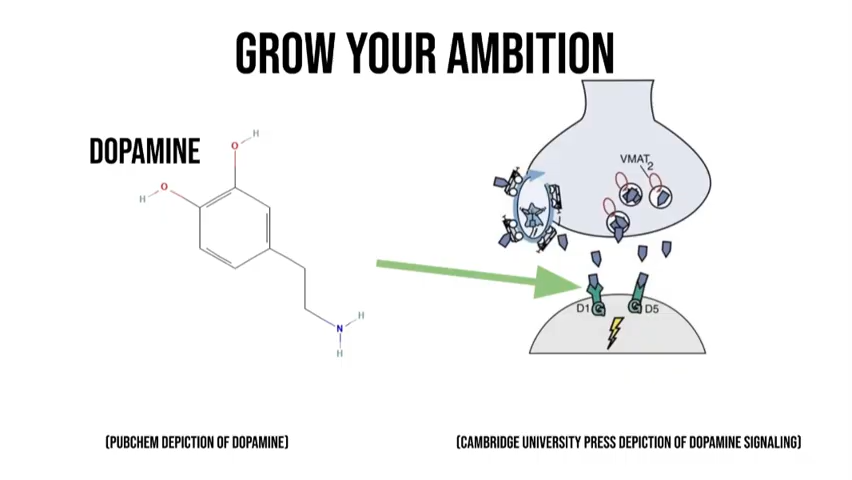 GROW YOUR AMBITION
DOPAMINE
H
O
O
H
N
H
H
VMAT2
D1
G
G
D5
(PUBCHEM DEPICTION OF DOPAMINE)
(CAMBRIDGE UNIVERSITY PRESS DEPICTION OF DOPAMINE SIGNALING)